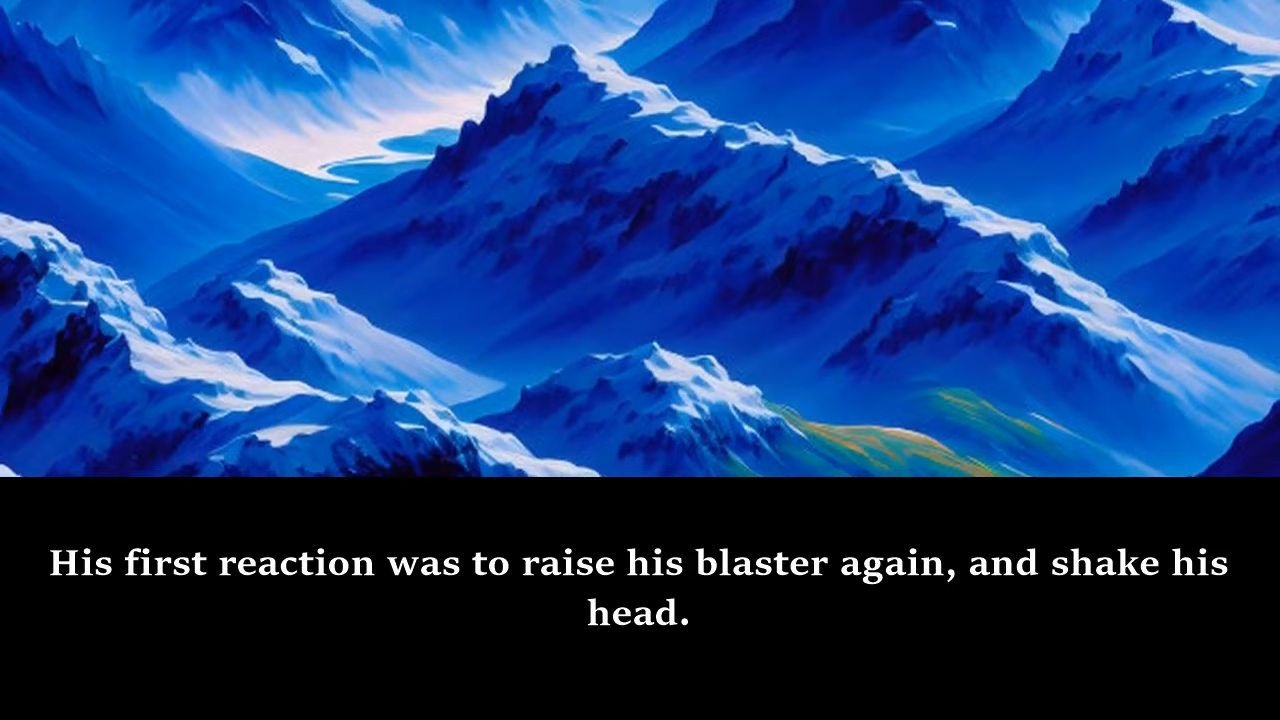 His first reaction was to raise his blaster again, and shake his
head.